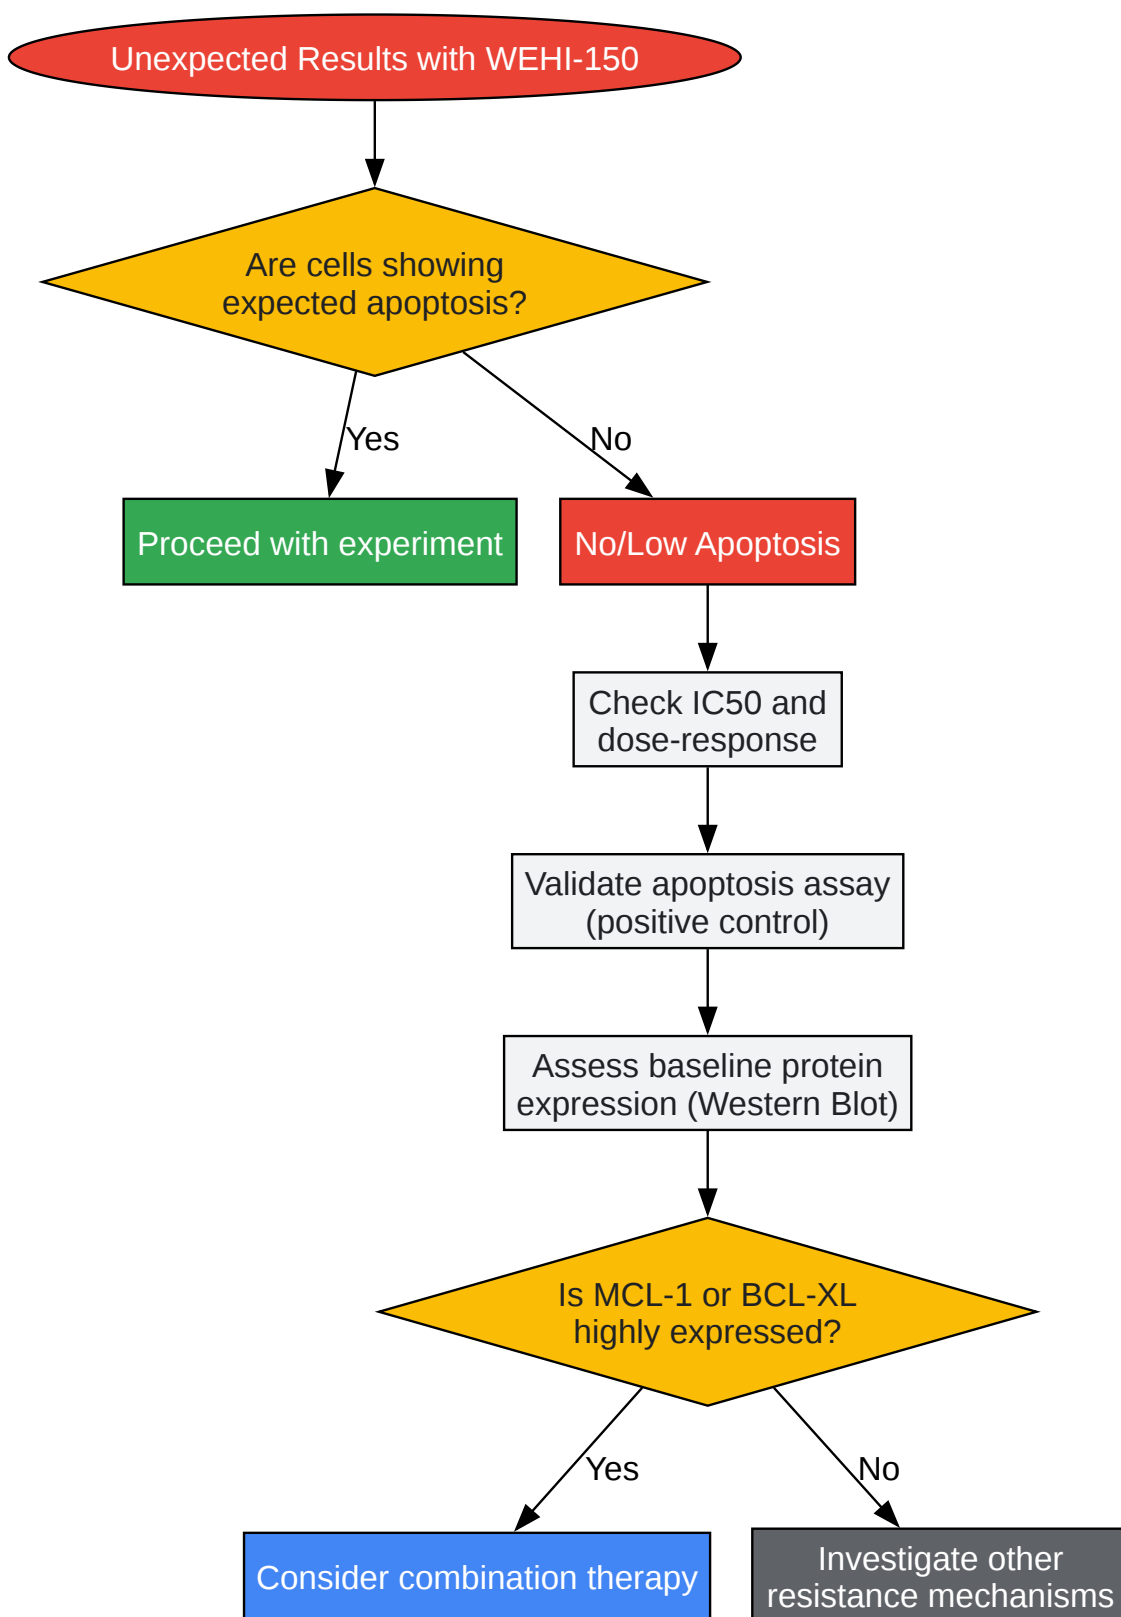 Unexpected Results with WEHI-150
Are cells showing
expected apoptosis?
Yes
No
Proceed with experiment
No/Low Apoptosis
Check IC50 and
dose-response
Validate apoptosis assay
(positive control)
Assess baseline protein
expression (Western Blot)
Is MCL-1 or BCL-XL
highly expressed?
Yes
No
Consider combination therapy
Investigate other
resistance mechanisms